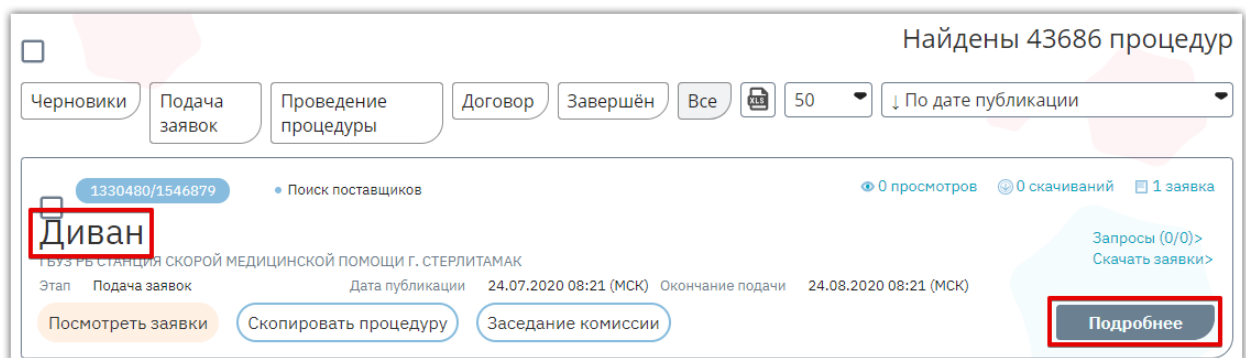 Найдены 43686 процедур
Черновики
Подача заявок
Проведение процедуры
Договор
Завершён
Все
XLS
50
↓ По дате публикации
1330480/1546879
• Поиск поставщиков
0 просмотров
0 скачиваний
1 заявка
Диван
Запросы (0/0)>
ГБУЗ РБ СТАНЦИЯ СКОРОЙ МЕДИЦИНСКОЙ ПОМОЩИ Г. СТЕРЛИТАМАК
Скачать заявки>
Этап Подача заявок Дата публикации 24.07.2020 08:21 (МСК) Окончание подачи 24.08.2020 08:21 (МСК)
Посмотреть заявки
Скопировать процедуру
Заседание комиссии
Подробнее